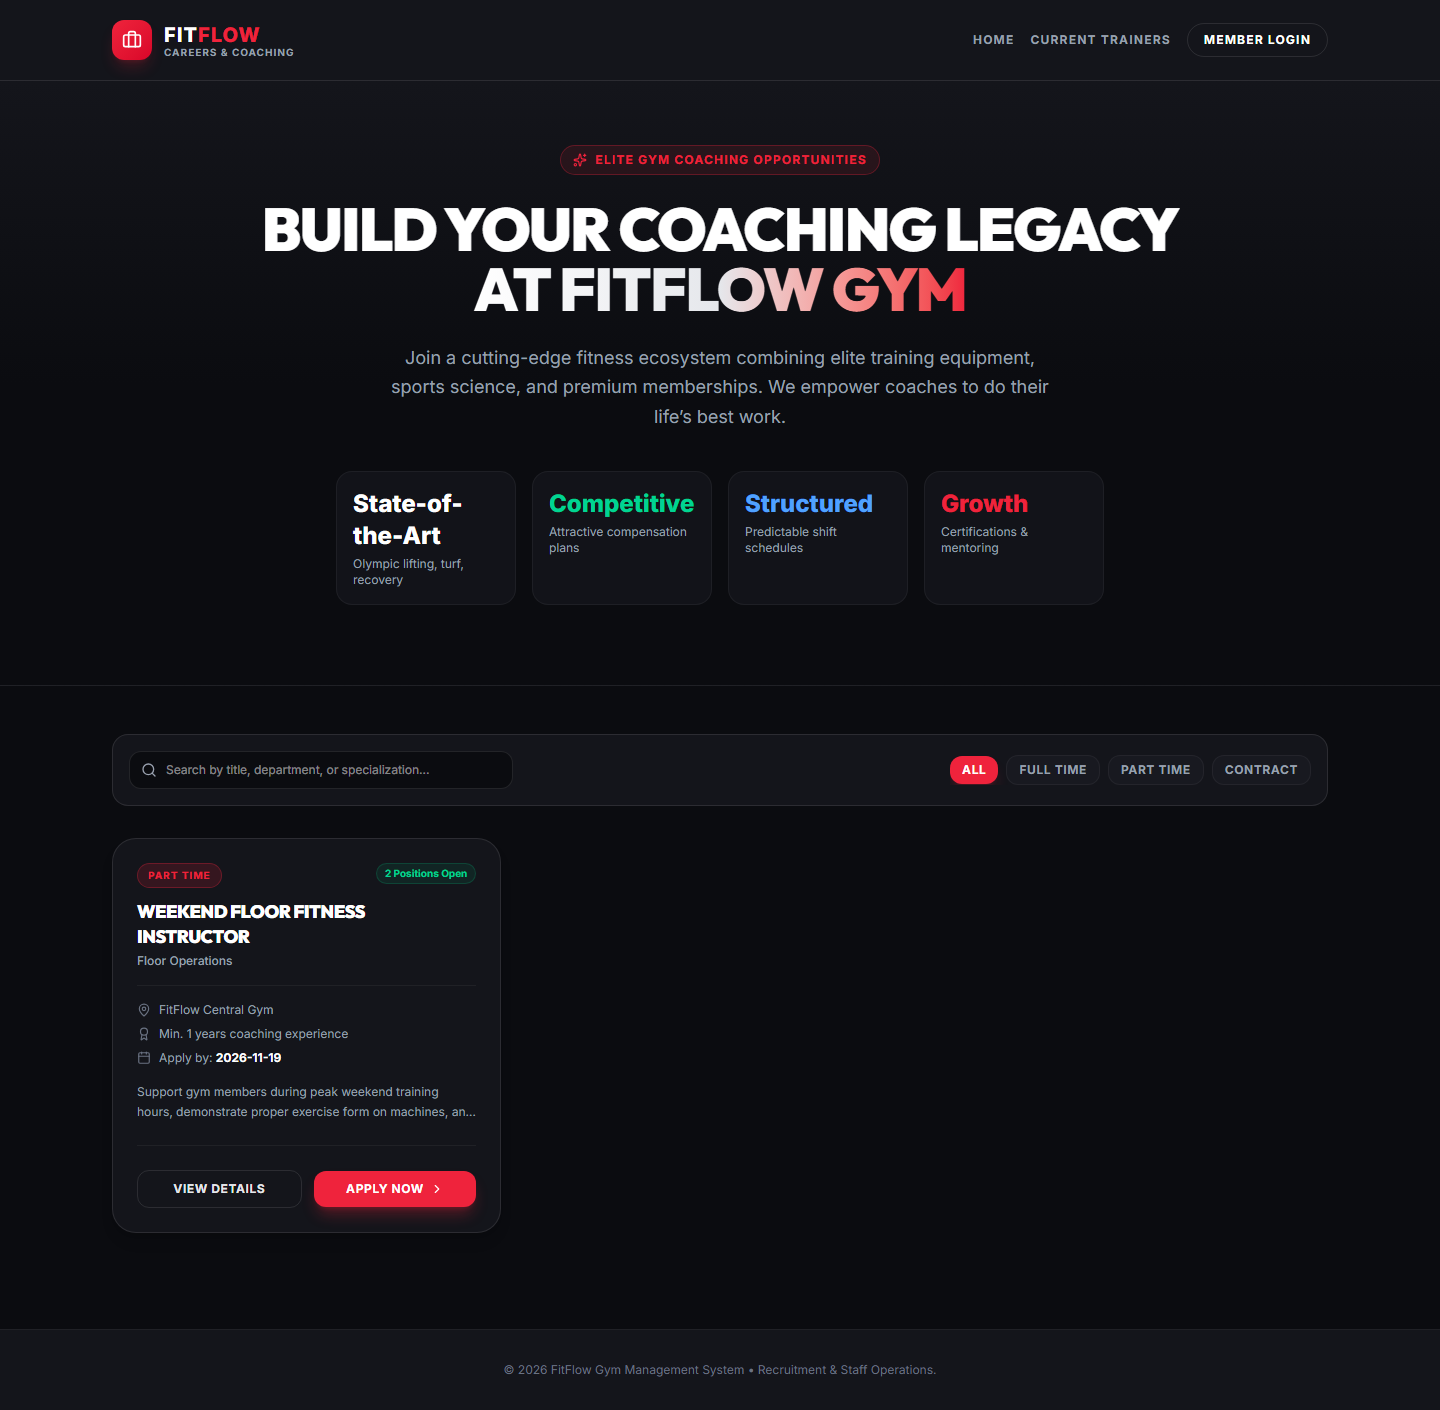 FITFLOW
CAREERS & COACHING
HOME
CURRENT TRAINERS
MEMBER LOGIN
ELITE GYM COACHING OPPORTUNITIES
BUILD YOUR COACHING LEGACY
AT FITFLOW GYM
Join a cutting-edge fitness ecosystem combining elite training equipment,
sports science, and premium memberships. We empower coaches to do their
life’s best work.
State-of-
the-Art
Olympic lifting, turf,
recovery
Competitive
Attractive compensation
plans
Structured
Predictable shift
schedules
Growth
Certifications &
mentoring
Search by title, department, or specialization...
ALL
FULL TIME
PART TIME
CONTRACT
PART TIME
2 Positions Open
WEEKEND FLOOR FITNESS
INSTRUCTOR
Floor Operations
FitFlow Central Gym
Min. 1 years coaching experience
Apply by: 2026-11-19
Support gym members during peak weekend training
hours, demonstrate proper exercise form on machines, an...
VIEW DETAILS
APPLY NOW
© 2026 FitFlow Gym Management System • Recruitment & Staff Operations.